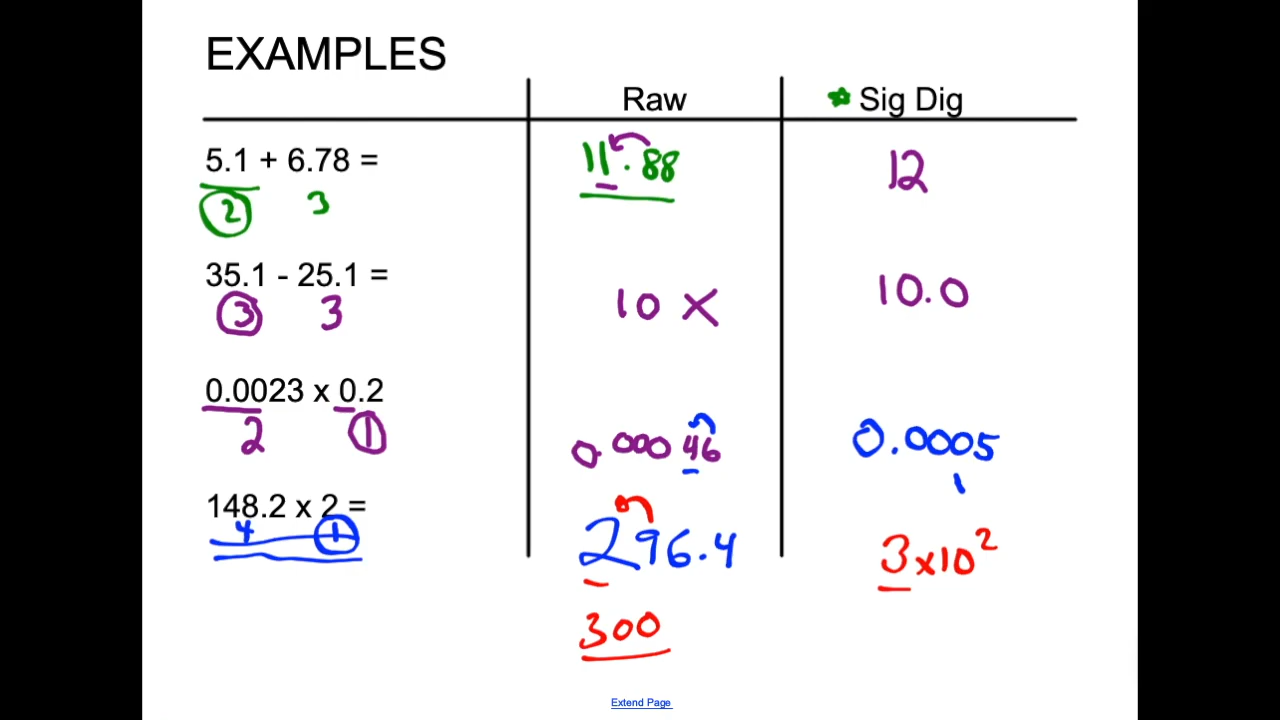 EXAMPLES
Raw Sig Dig
5.1 + 6.78 = 11.88 12
2 3
35.1 - 25.1 = 10 X 10.0
3 3
0.0023 x 0.2 0.00046 0.0005
2 1 1
148.2 x 2 = 296.4 3x10²
4 1
300
Extend Page